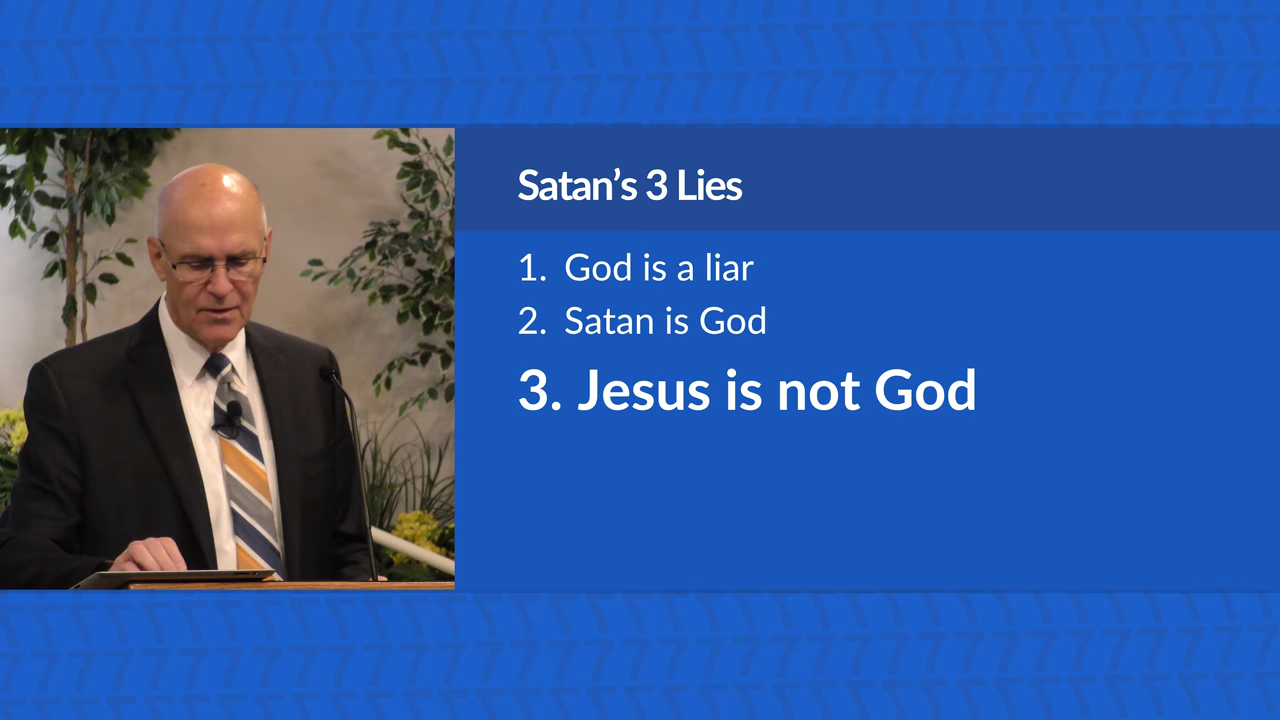 Satan’s 3 Lies
1. God is a liar
2. Satan is God
3. Jesus is not God